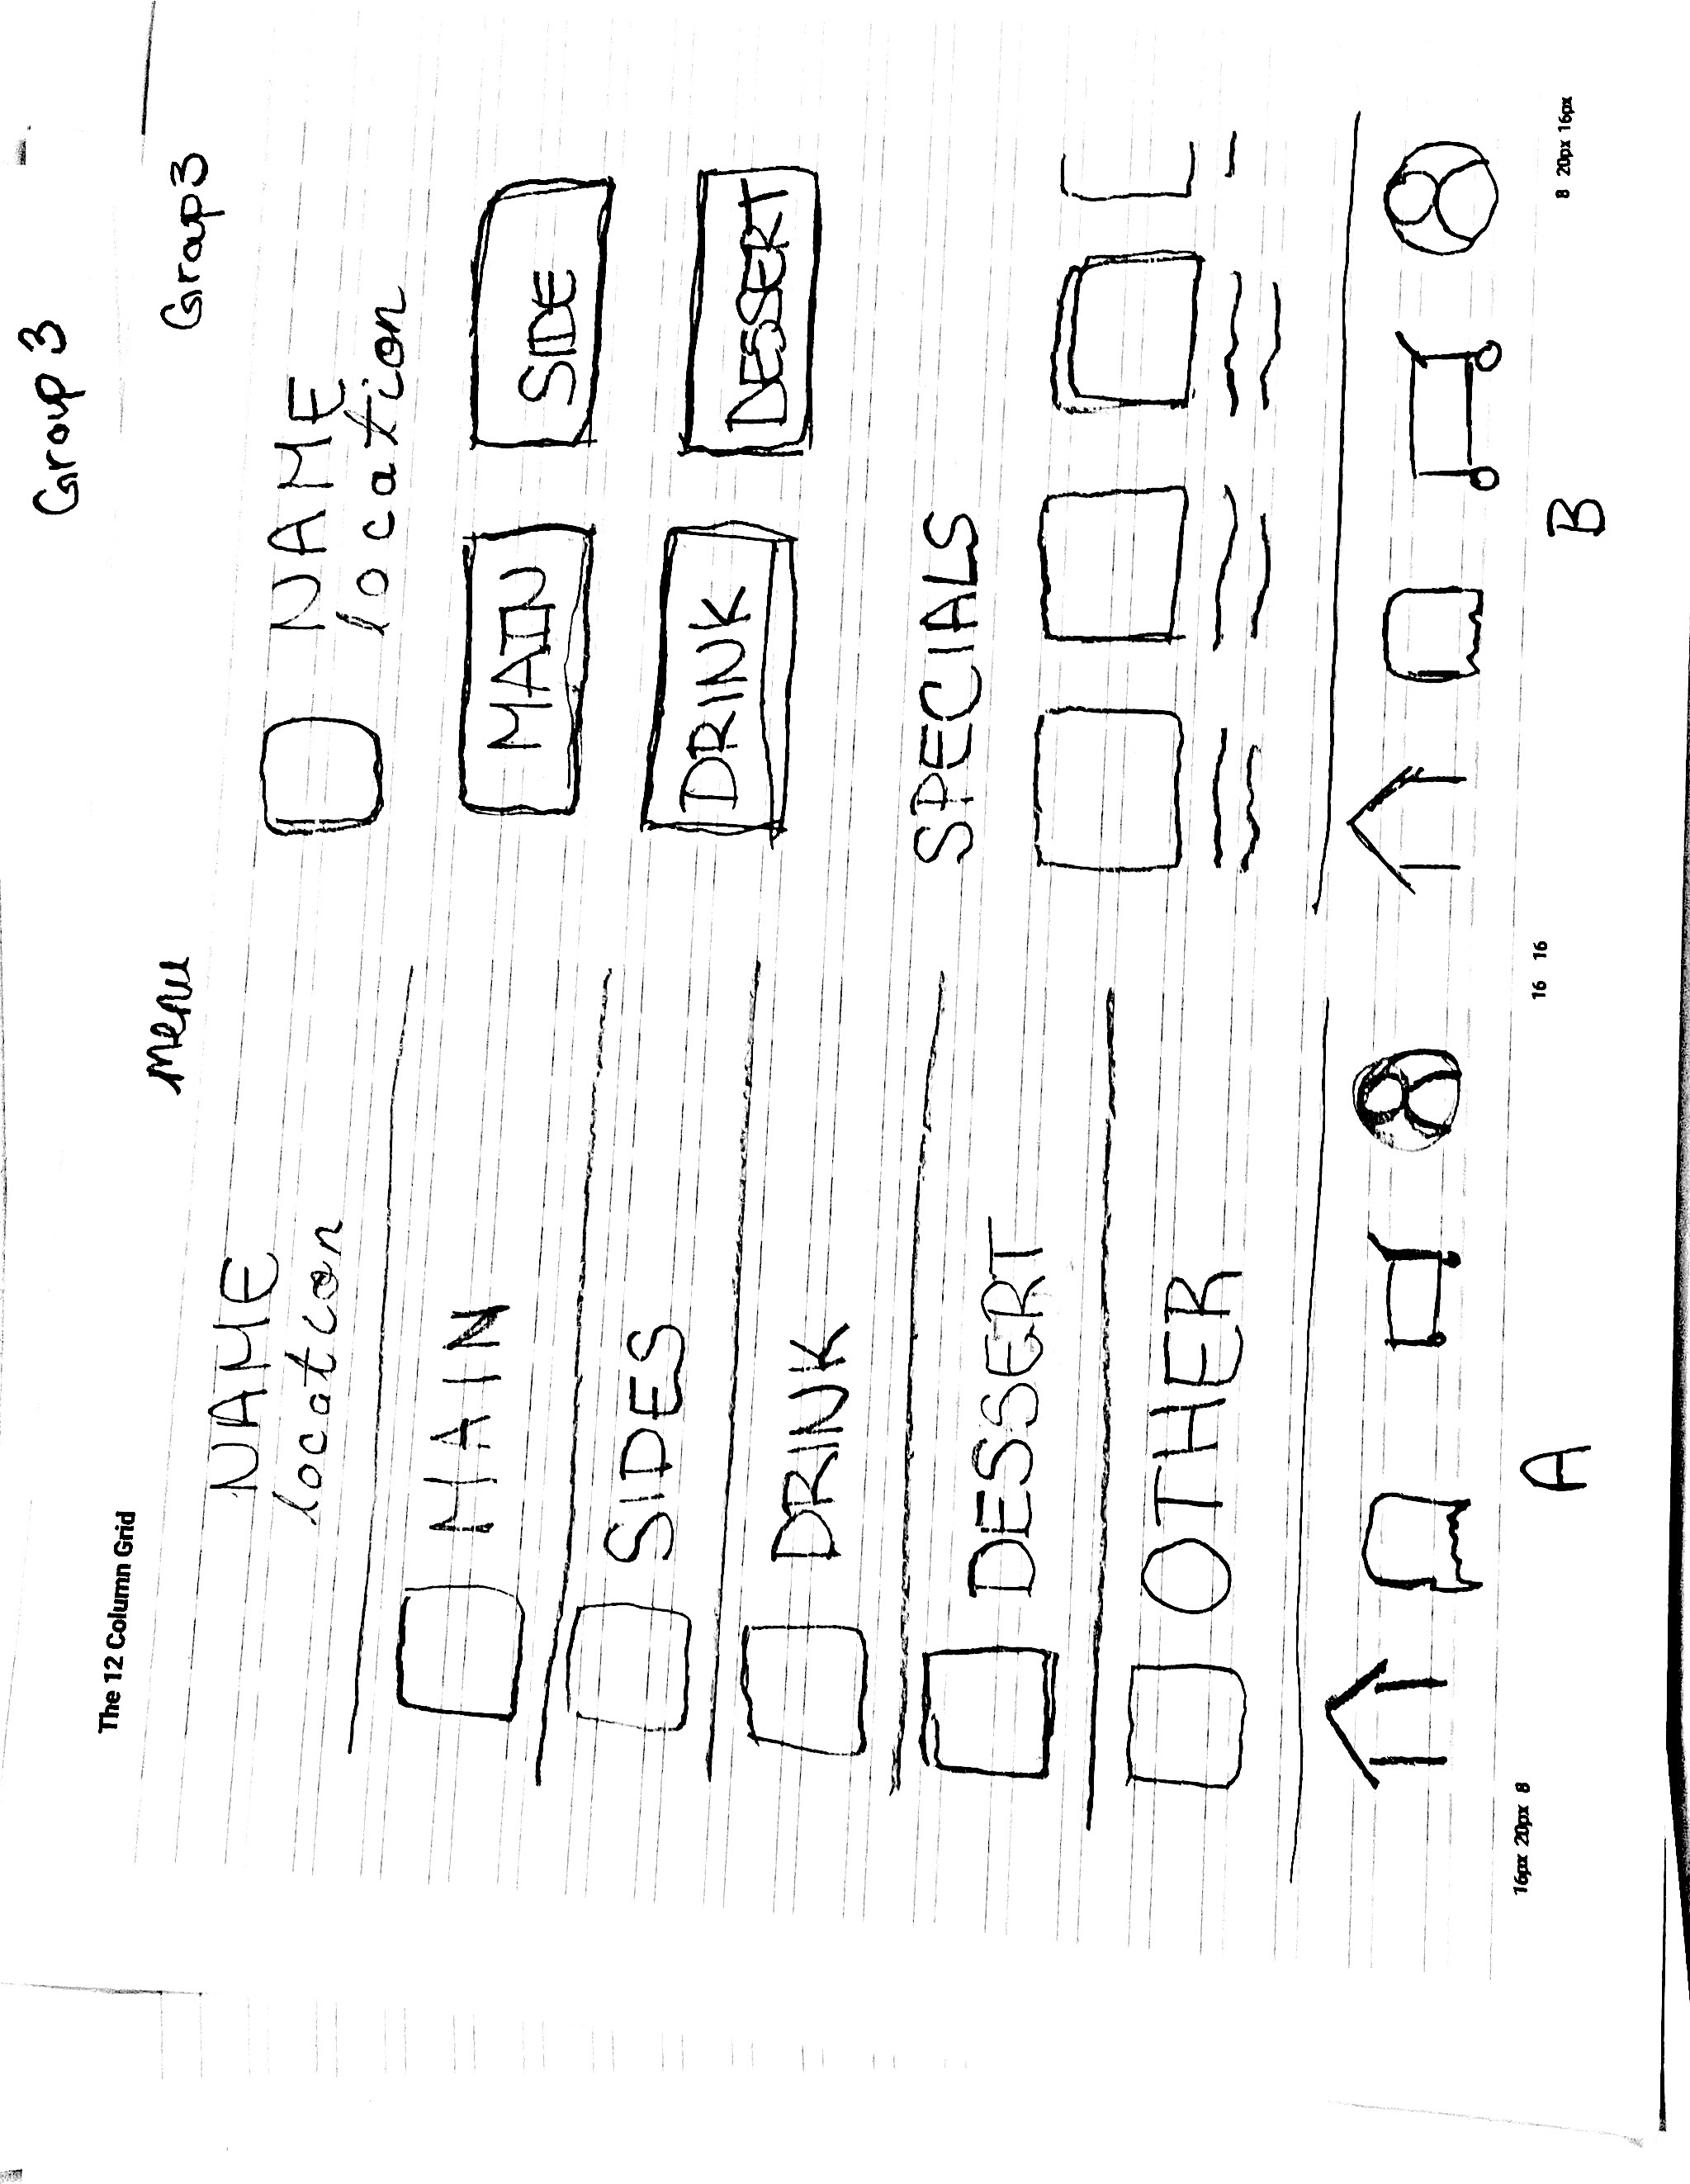 Group 3
Group 3
menu
The 12 Column Grid
NAME
location
MAIN
SIDES
DRINK
DESSERT
OTHER
16px 20px 8
16 16
A
NAME
location
MAIN
SIDE
DRINK
DESSERT
SPECIALS
8 20px 16px
B